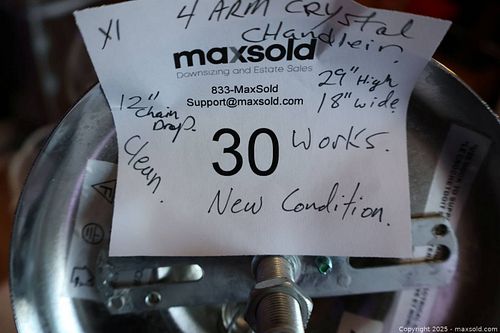 X1
4 ARM CRYstal
CHandlein.
maxsold
Downsizing and Estate Sales
833-MaxSold
Support@maxsold.com
29" High
18" wide.
12" Chain
Drop.
Clean.
30
Works.
New Condition.
Copyright 2025 - maxsold.com